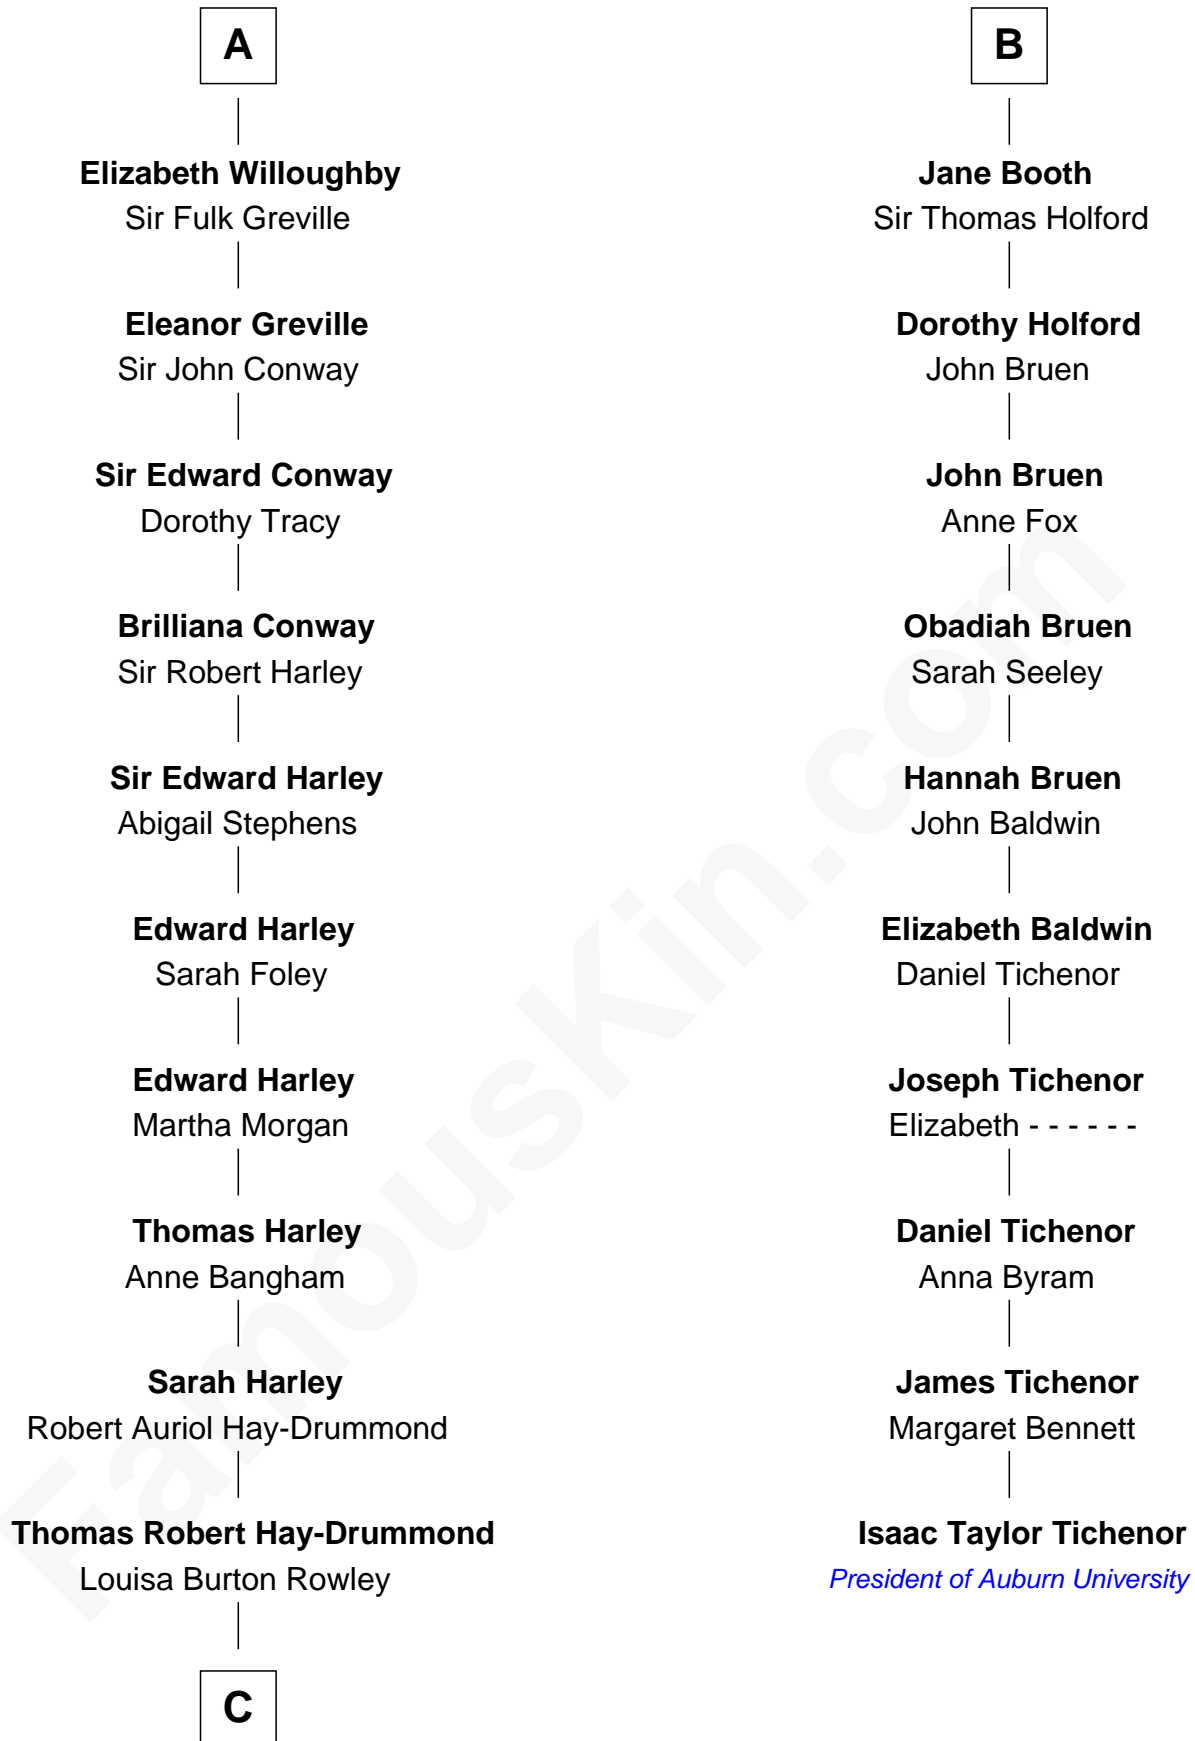 A
Elizabeth Willoughby
Sir Fulk Greville
Eleanor Greville
Sir John Conway
Sir Edward Conway
Dorothy Tracy
Brilliana Conway
Sir Robert Harley
Sir Edward Harley
Abigail Stephens
Edward Harley
Sarah Foley
Edward Harley
Martha Morgan
Thomas Harley
Anne Bangham
Sarah Harley
Robert Auriol Hay-Drummond
Thomas Robert Hay-Drummond
Louisa Burton Rowley
C
B
Jane Booth
Sir Thomas Holford
Dorothy Holford
John Bruen
John Bruen
Anne Fox
Obadiah Bruen
Sarah Seeley
Hannah Bruen
John Baldwin
Elizabeth Baldwin
Daniel Tichenor
Joseph Tichenor
Elizabeth - - - - - -
Daniel Tichenor
Anna Byram
James Tichenor
Margaret Bennett
Isaac Taylor Tichenor
President of Auburn University
FamousKin.com